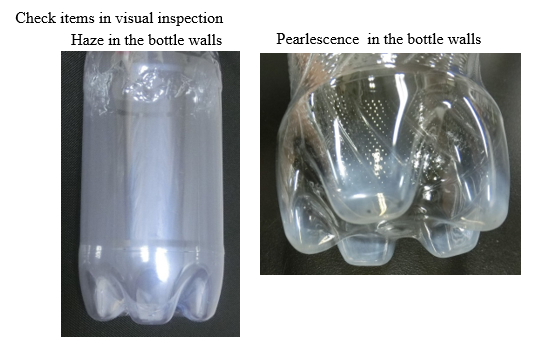 Check items in visual inspection
Haze in the bottle walls
Pearlescence in the bottle walls